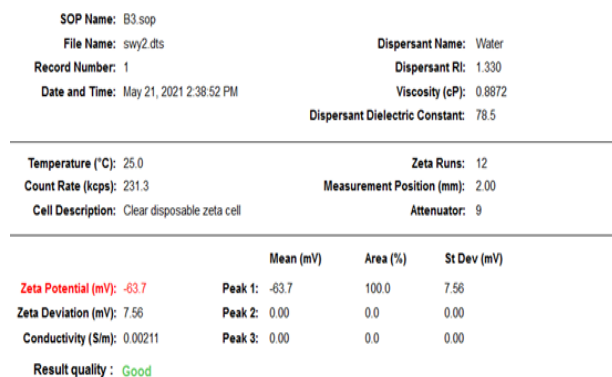 SOP Name: B3.sop
File Name: swy2.dts Dispersant Name: Water
Record Number: 1 Dispersant RI: 1.330
Date and Time: May 21, 2021 2:38:52 PM Viscosity (cP): 0.8872
Dispersant Dielectric Constant: 78.5
Temperature (°C): 25.0 Zeta Runs: 12
Count Rate (kcps): 231.3 Measurement Position (mm): 2.00
Cell Description: Clear disposable zeta cell Attenuator: 9
Mean (mV) Area (%) St Dev (mV)
Zeta Potential (mV): -63.7 Peak 1: -63.7 100.0 7.56
Zeta Deviation (mV): 7.56 Peak 2: 0.00 0.0 0.00
Conductivity (S/m): 0.00211 Peak 3: 0.00 0.0 0.00
Result quality : Good